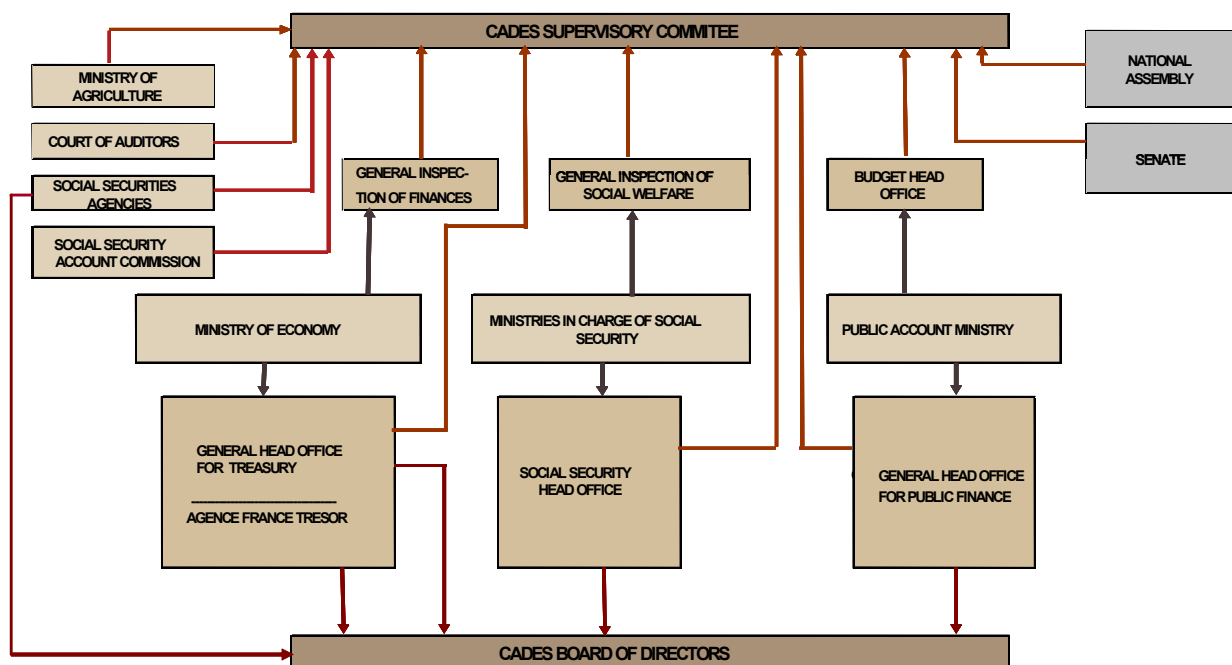 CADES SUPERVISORY COMMITEE
MINISTRY OF
AGRICULTURE
NATIONAL
ASSEMBLY
COURT OF AUDITORS
SENATE
SOCIAL SECURITIES
AGENCIES
GENERAL INSPEC-
TION OF FINANCES
GENERAL INSPECTION OF
SOCIAL WELFARE
BUDGET HEAD
OFFICE
SOCIAL SECURITY
ACCOUNT COMMISSION
MINISTRY OF ECONOMY
MINISTRIES IN CHARGE OF SOCIAL
SECURITY
PUBLIC ACCOUNT MINISTRY
GENERAL HEAD OFFICE
FOR TREASURY
AGENCE FRANCE TRESOR
SOCIAL SECURITY
HEAD OFFICE
GENERAL HEAD OFFICE
FOR PUBLIC FINANCE
CADES BOARD OF DIRECTORS